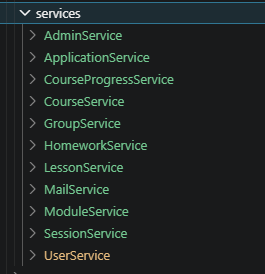 services
AdminService
ApplicationService
CourseProgressService
CourseService
GroupService
HomeworkService
LessonService
MailService
ModuleService
SessionService
UserService